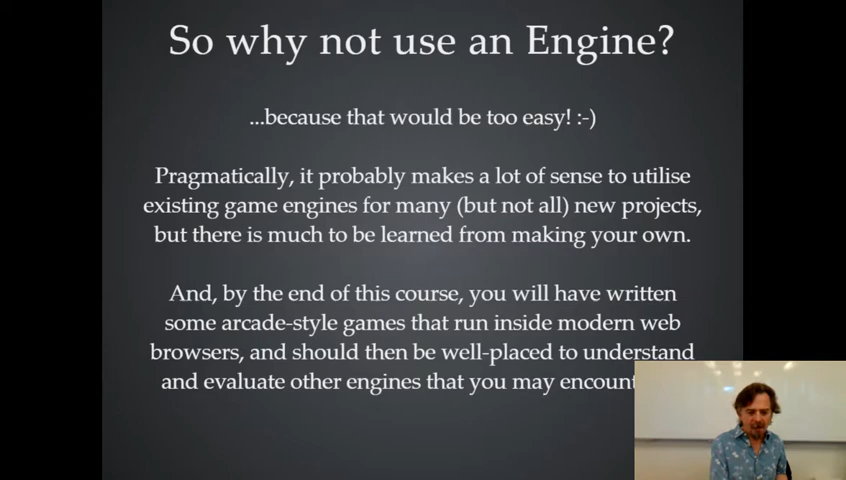 So why not use an Engine?
...because that would be too easy! :-)
Pragmatically, it probably makes a lot of sense to utilise
existing game engines for many (but not all) new projects,
but there is much to be learned from making your own.
And, by the end of this course, you will have written
some arcade-style games that run inside modern web
browsers, and should then be well-placed to understand
and evaluate other engines that you may encount